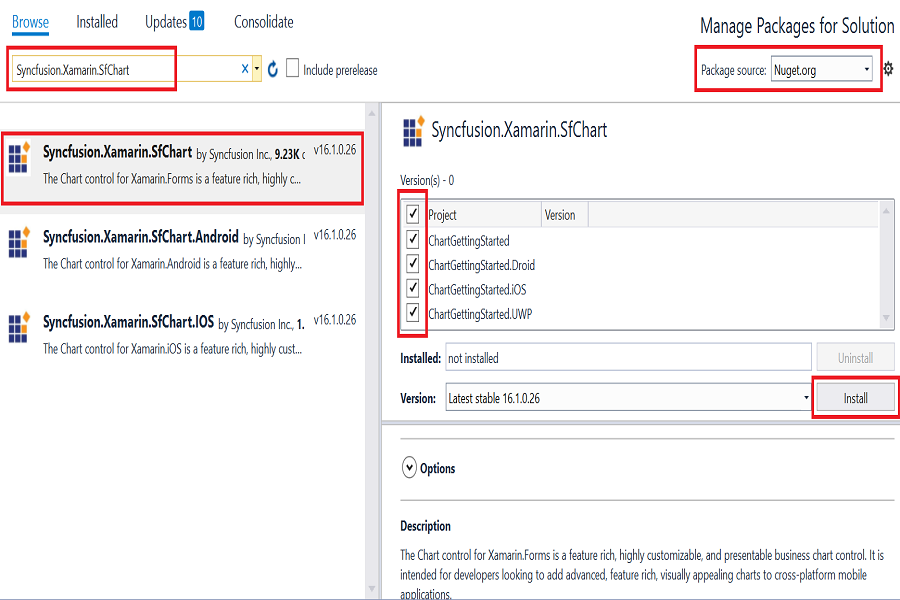 Browse Installed Updates 10 Consolidate
Manage Packages for Solution
Syncfusion.Xamarin.SfChart
Include prerelease
Package source: Nuget.org
Syncfusion.Xamarin.SfChart by Syncfusion Inc., 9.23K v16.1.0.26
The Chart control for Xamarin.Forms is a feature rich, highly c...
Syncfusion.Xamarin.SfChart.Android by Syncfusion v16.1.0.26
The Chart control for Xamarin.Android is a feature rich, highly...
Syncfusion.Xamarin.SfChart.IOS by Syncfusion Inc., 1. v16.1.0.26
The Chart control for Xamarin.iOS is a feature rich, highly cust...
Syncfusion.Xamarin.SfChart
Version(s) - 0
Project Version
ChartGettingStarted
ChartGettingStarted.Droid
ChartGettingStarted.iOS
ChartGettingStarted.UWP
Installed: not installed Uninstall
Version: Latest stable 16.1.0.26 Install
Options
Description
The Chart control for Xamarin.Forms is a feature rich, highly customizable, and presentable business chart control. It is
intended for developers looking to add advanced, feature rich, visually appealing charts to cross-platform mobile
applications.